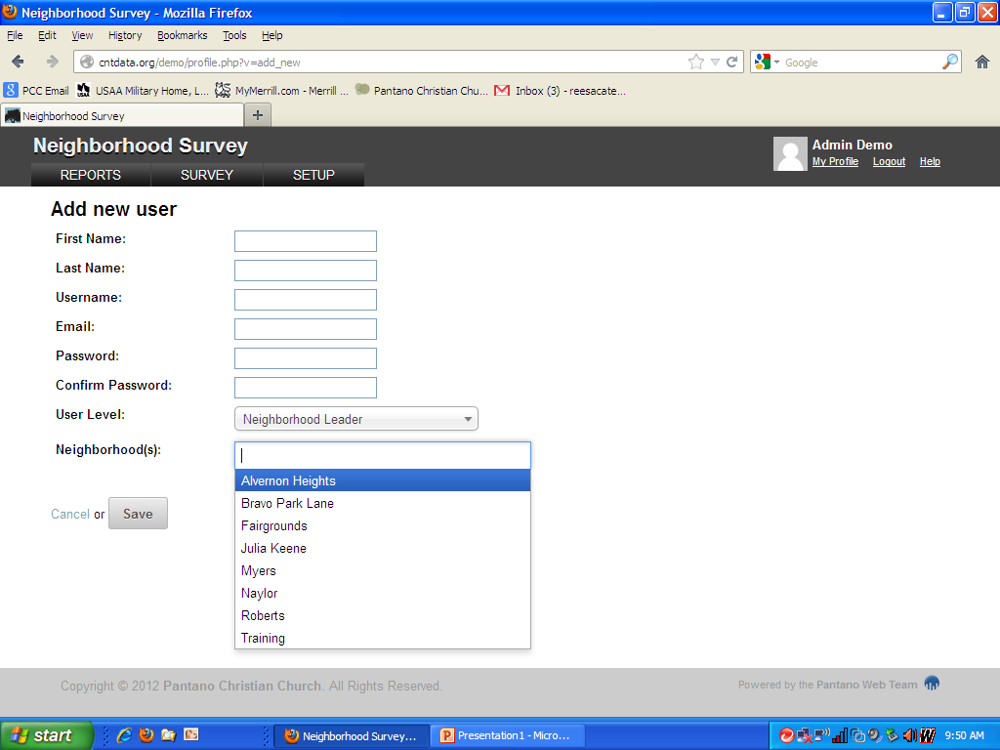 Neighborhood Survey - Mozilla Firefox
File Edit View History Bookmarks Tools Help
cntdata.org/demo/profile.php?v=add_new
Google
PCC Email USAA Military Home, L... MyMerrill.com - Merrill ... Pantano Christian Chu... Inbox (3) - reesacate...
Neighborhood Survey
Neighborhood Survey
Admin Demo
My Profile Logout Help
REPORTS SURVEY SETUP
Add new user
First Name:
Last Name:
Username:
Email:
Password:
Confirm Password:
User Level: Neighborhood Leader
Neighborhood(s):
Alvernon Heights
Bravo Park Lane
Fairgrounds
Julia Keene
Myers
Naylor
Roberts
Training
Cancel or Save
Copyright © 2012 Pantano Christian Church. All Rights Reserved.
Powered by the Pantano Web Team
start Neighborhood Survey... Presentation1 - Micro... 9:50 AM